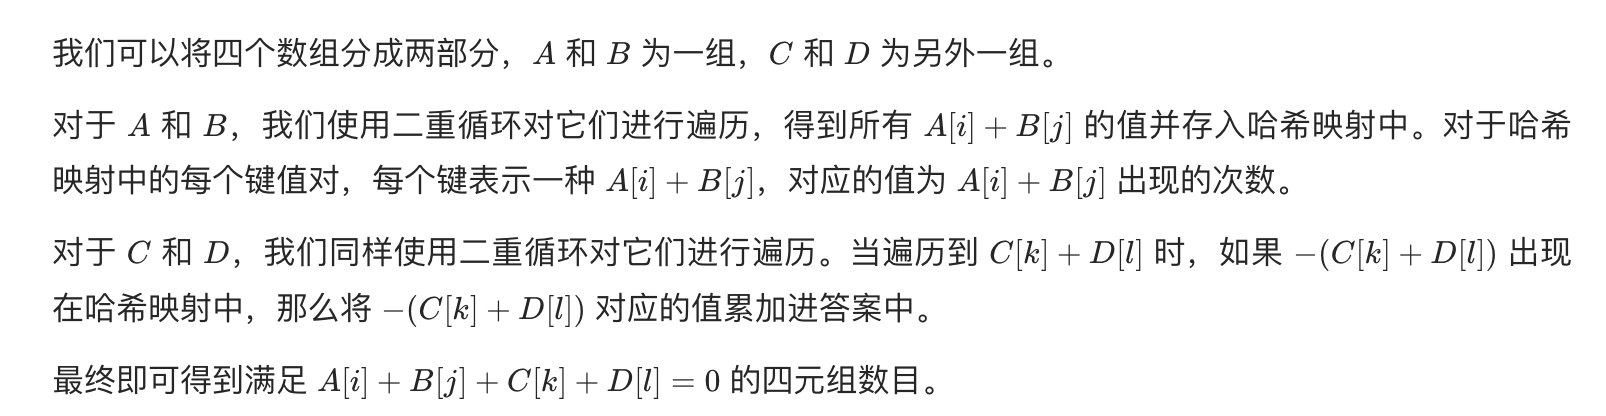 我们可以将四个数组分成两部分，A 和 B 为一组，C 和 D 为另外一组。
对于 A 和 B，我们使用二重循环对它们进行遍历，得到所有 A[i] + B[j] 的值并存入哈希映射中。对于哈希
映射中的每个键值对，每个键表示一种 A[i] + B[j]，对应的值为 A[i] + B[j] 出现的次数。
对于 C 和 D，我们同样使用二重循环对它们进行遍历。当遍历到 C[k] + D[l] 时，如果 −(C[k] + D[l]) 出现
在哈希映射中，那么将 −(C[k] + D[l]) 对应的值累加进答案中。
最终即可得到满足 A[i] + B[j] + C[k] + D[l] = 0 的四元组数目。